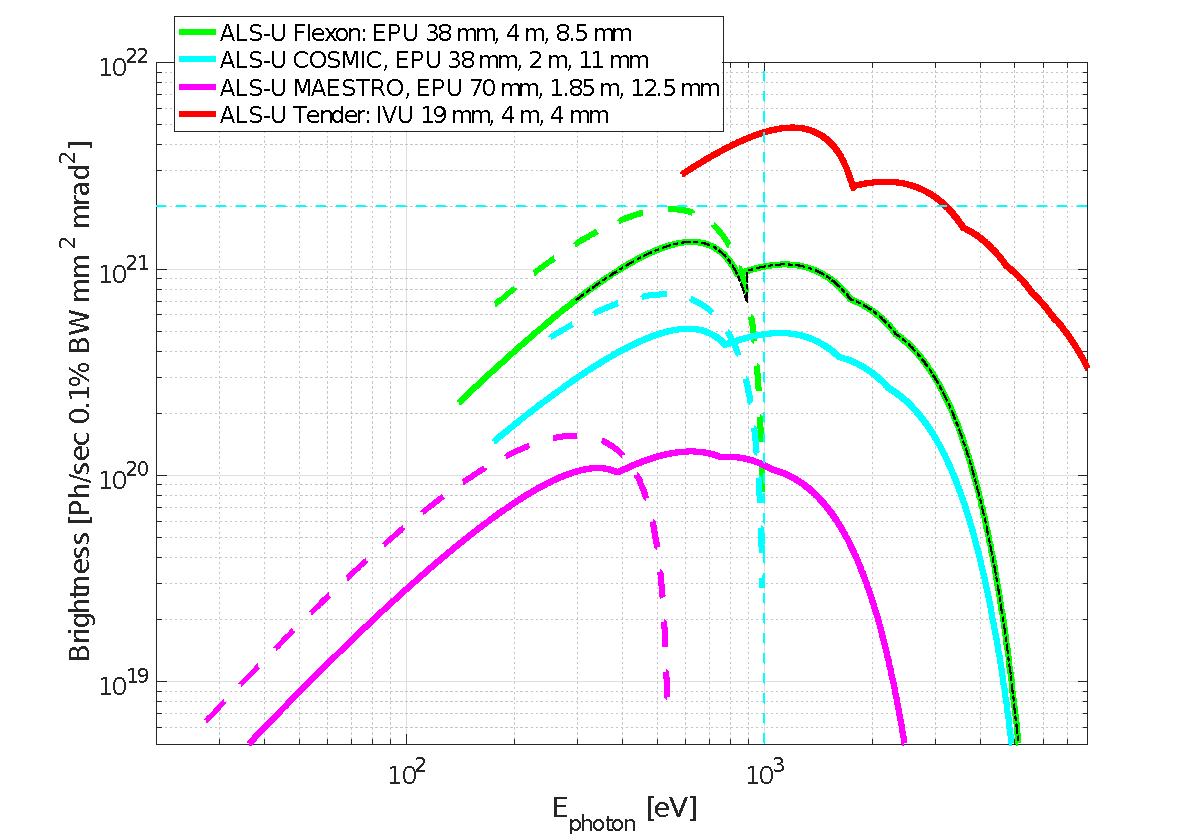 ALS-U Flexon: EPU 38 mm, 4 m, 8.5 mm
ALS-U COSMIC, EPU 38 mm, 2 m, 11 mm
ALS-U MAESTRO, EPU 70 mm, 1.85 m, 12.5 mm
ALS-U Tender: IVU 19 mm, 4 m, 4 mm
10^22
10^21
10^20
10^19
Brightness [Ph/sec 0.1% BW mm^2 mrad^2]
10^2
10^3
E_photon [eV]